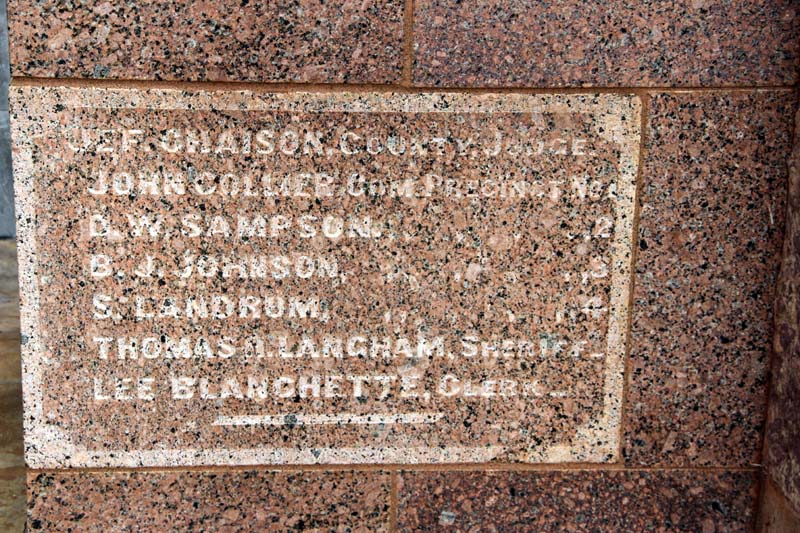 JEF. CHAISON, COUNTY, JUDGE
JOHN COLLIER, COM, PRECINCT NO 1
D. W. SAMPSON, ,, ,, ,, 2
B. J. JOHNSON, ,, ,, ,, 3
S. LANDRUM, ,, ,, ,, 4
THOMAS H. LANGHAM, SHERIFF
LEE BLANCHETTE, CLERK